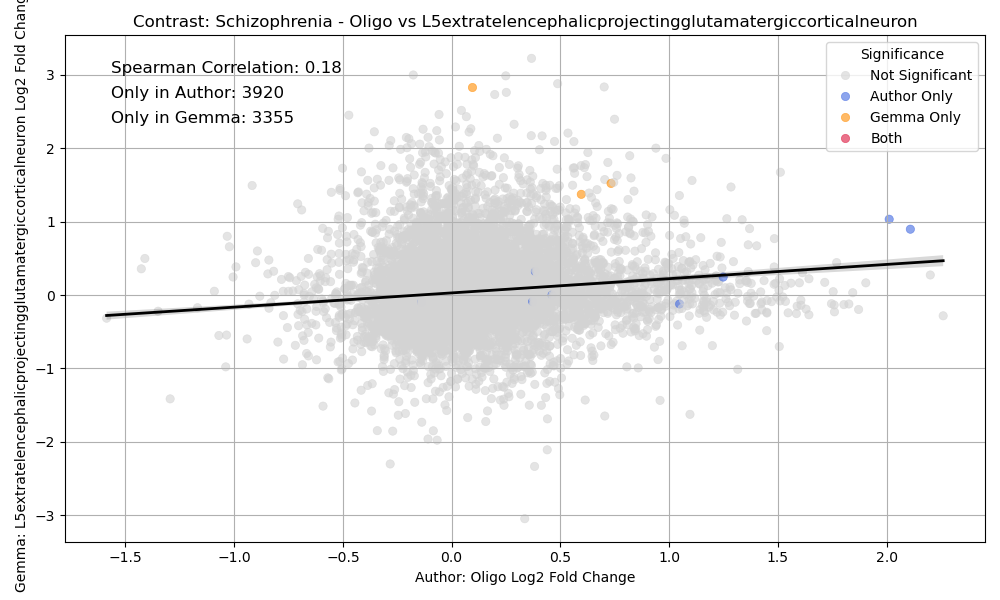 Contrast: Schizophrenia - Oligo vs L5extratelencephalicprojectingglutamatergiccorticalneuron
Spearman Correlation: 0.18
Only in Author: 3920
Only in Gemma: 3355
Significance
Not Significant
Author Only
Gemma Only
Both
3
2
1
0
−1
−2
−3
−1.5 −1.0 −0.5 0.0 0.5 1.0 1.5 2.0
Author: Oligo Log2 Fold Change
Gemma: L5extratelencephalicprojectingglutamatergiccorticalneuron Log2 Fold Chang